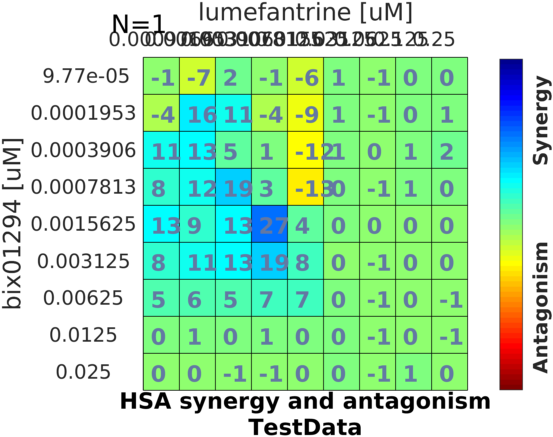 lumefantrine [uM]
N=1
9.77e-05 -1 -7 2 -1 -6 1 -1 0 0
0.0001953 -4 16 11 -4 -9 1 -1 0 1
0.0003906 11 13 5 1 -12 1 0 1 2
0.0007813 8 12 19 3 -13 0 -1 1 0
0.0015625 13 9 13 27 4 0 0 0 0
0.003125 8 11 13 19 8 0 -1 0 0
0.00625 5 6 5 7 7 0 -1 0 -1
0.0125 0 1 0 1 0 0 -1 0 -1
0.025 0 0 -1 -1 0 0 -1 1 0
bix01294 [uM]
Synergy
Antagonism
HSA synergy and antagonism
TestData